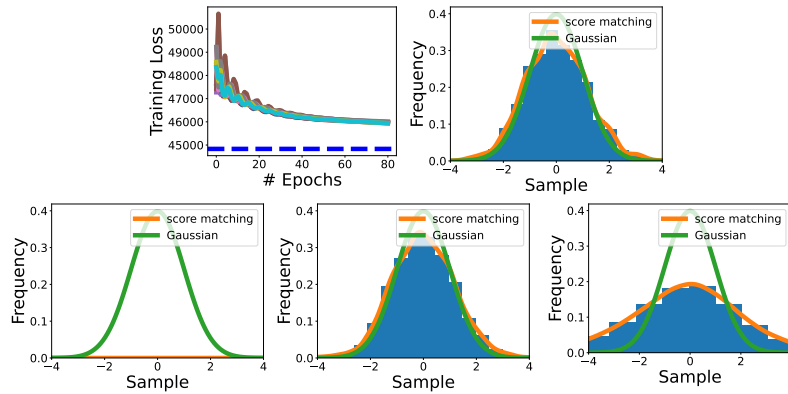 Training Loss
50000
49000
48000
47000
46000
45000
0 20 40 60 80
# Epochs
Frequency
0.4
0.3
0.2
0.1
0.0
−4 −2 0 2 4
Sample
score matching
Gaussian
Frequency
0.4
0.3
0.2
0.1
0.0
−4 −2 0 2 4
Sample
score matching
Gaussian
Frequency
0.4
0.3
0.2
0.1
0.0
−4 −2 0 2 4
Sample
score matching
Gaussian
Frequency
0.4
0.3
0.2
0.1
0.0
−4 −2 0 2
Sample
score matching
Gaussian